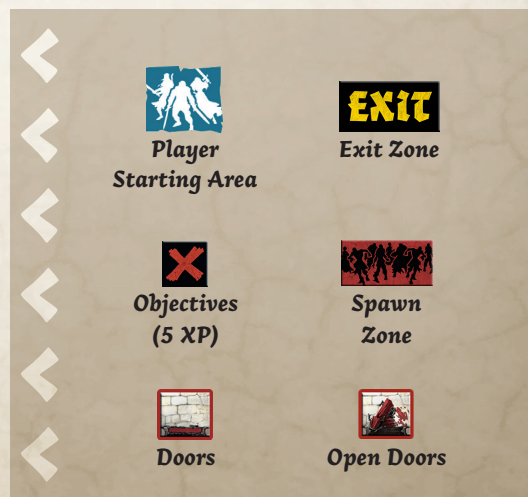 EXIT
Player
Starting Area
Exit Zone
Objectives
(5 XP)
Spawn
Zone
Doors
Open Doors